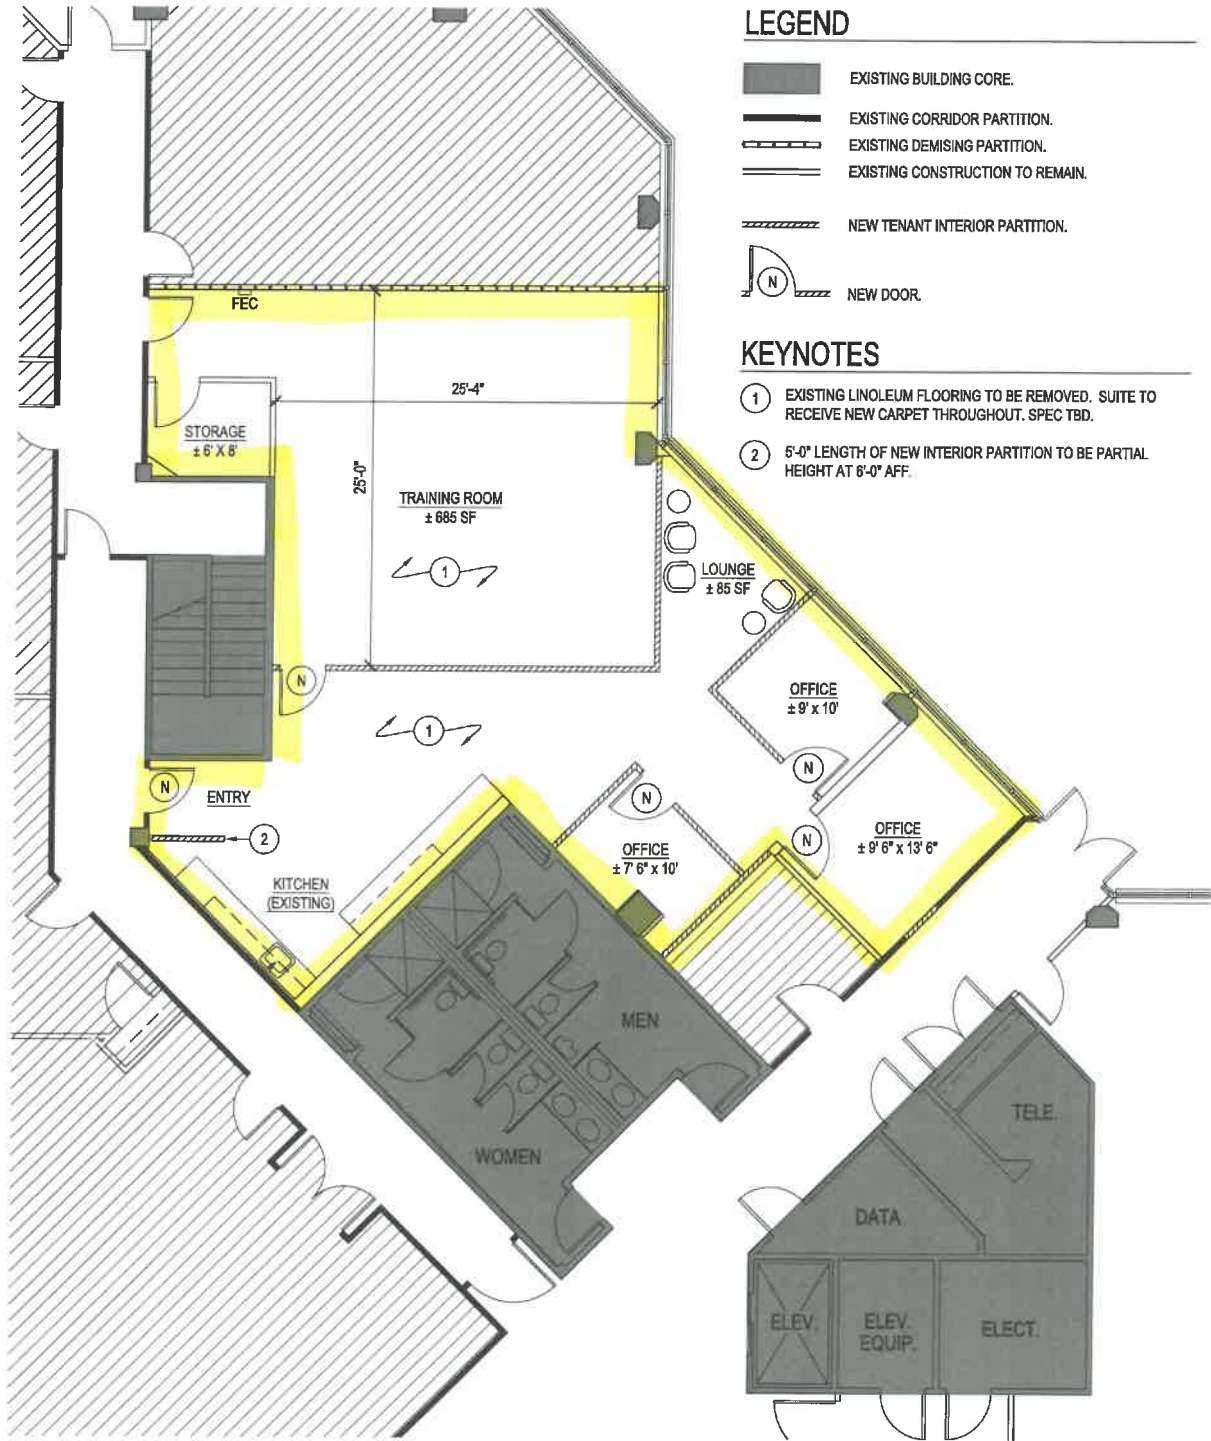 LEGEND
EXISTING BUILDING CORE.
EXISTING CORRIDOR PARTITION.
EXISTING DEMISING PARTITION.
EXISTING CONSTRUCTION TO REMAIN.
NEW TENANT INTERIOR PARTITION.
N
NEW DOOR.
KEYNOTES
1 EXISTING LINOLEUM FLOORING TO BE REMOVED. SUITE TO
RECEIVE NEW CARPET THROUGHOUT. SPEC TBD.
2 5'-0" LENGTH OF NEW INTERIOR PARTITION TO BE PARTIAL
HEIGHT AT 6'-0" AFF.
FEC
25'-4"
STORAGE
± 6' X 8'
25'-0"
TRAINING ROOM
± 685 SF
1
LOUNGE
± 85 SF
N
OFFICE
± 9' x 10'
1
N
N
ENTRY
N
2
N
OFFICE
± 9' 6" x 13' 6"
OFFICE
± 7' 6" x 10'
KITCHEN
(EXISTING)
MEN
WOMEN
TELE.
DATA
ELEV.
ELEV.
EQUIP.
ELECT.